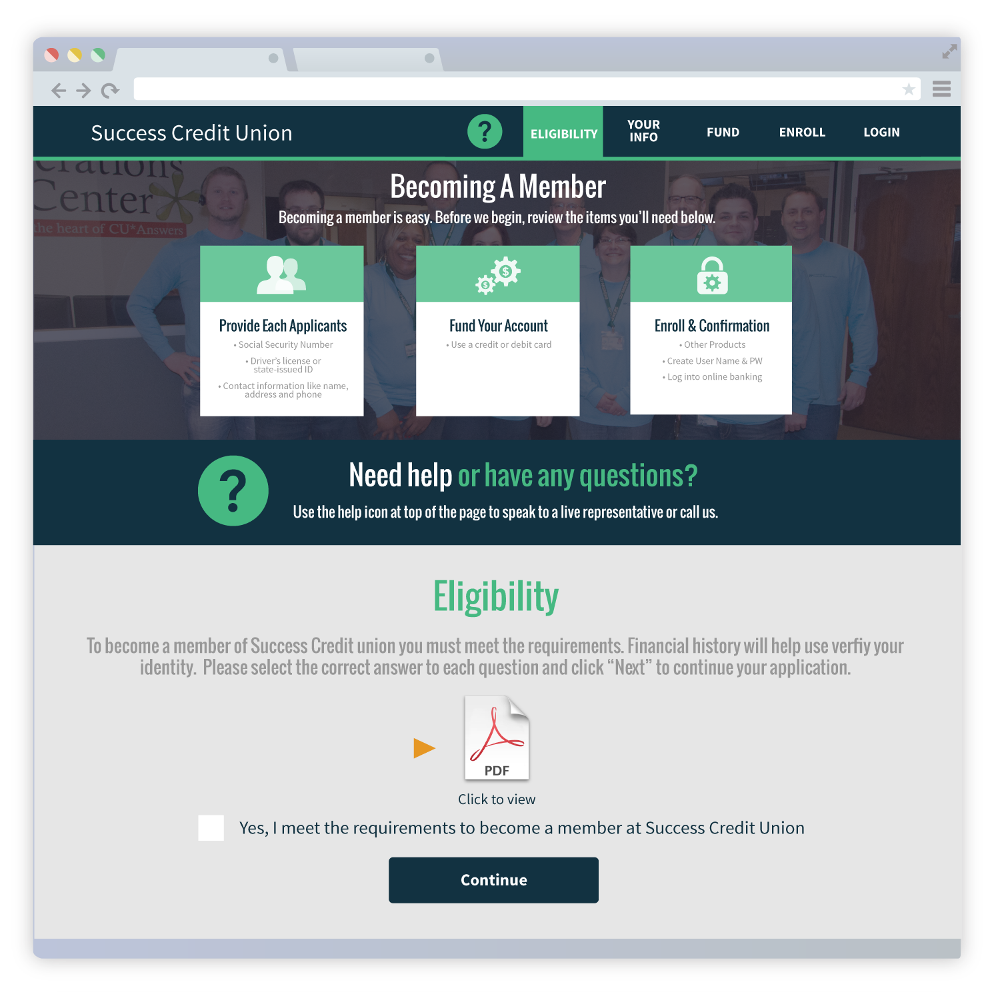 Success Credit Union
?
ELIGIBILITY
YOUR
INFO
FUND
ENROLL
LOGIN
Center
the heart of CU*Answers
Becoming A Member
Becoming a member is easy. Before we begin, review the items you'll need below.
$
$
Provide Each Applicants
• Social Security Number
• Driver's license or
state-issued ID
• Contact information like name,
address and phone
Fund Your Account
• Use a credit or debit card
Enroll & Confirmation
• Other Products
• Create User Name & PW
• Log into online banking
?
Need help or have any questions?
Use the help icon at top of the page to speak to a live representative or call us.
Eligibility
To become a member of Success Credit union you must meet the requirements. Financial history will help use verfiy your
identity.  Please select the correct answer to each question and click “Next” to continue your application.
PDF
Click to view
Yes, I meet the requirements to become a member at Success Credit Union
Continue